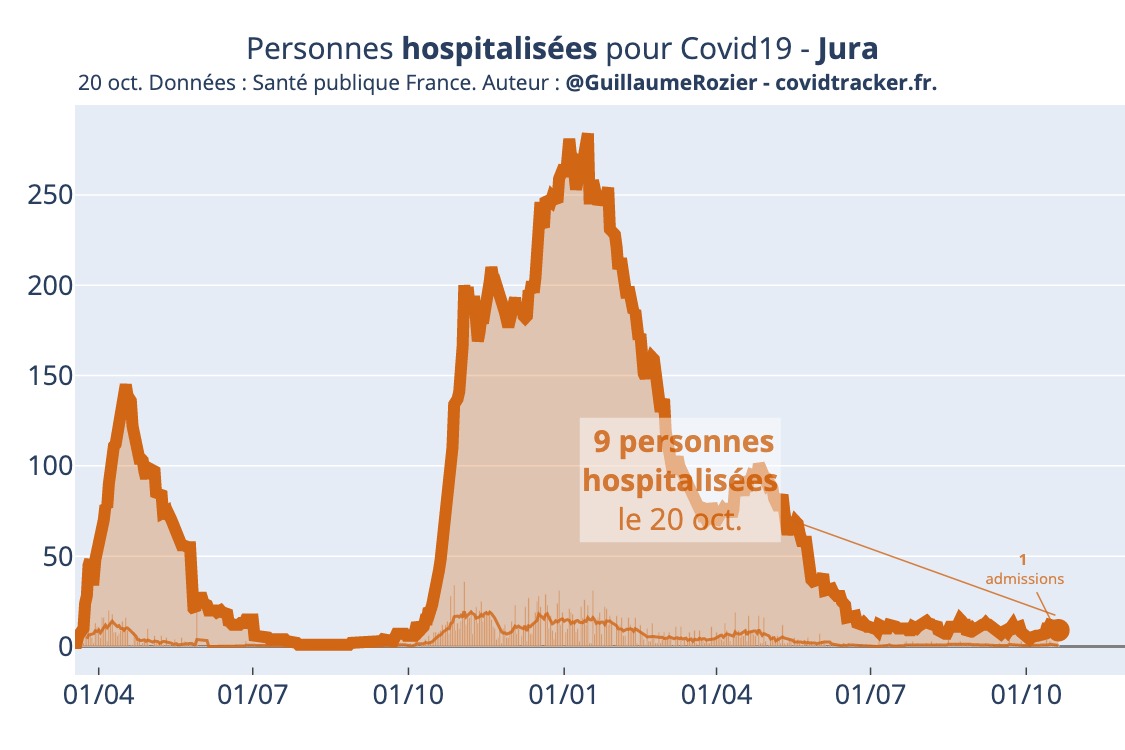 Personnes hospitalisées pour Covid19 - Jura
20 oct. Données : Santé publique France. Auteur : @GuillaumeRozier - covidtracker.fr.
250
200
150
100
50
0
9 personnes
hospitalisées
le 20 oct.
1
admissions
01/04
01/07
01/10
01/01
01/04
01/07
01/10